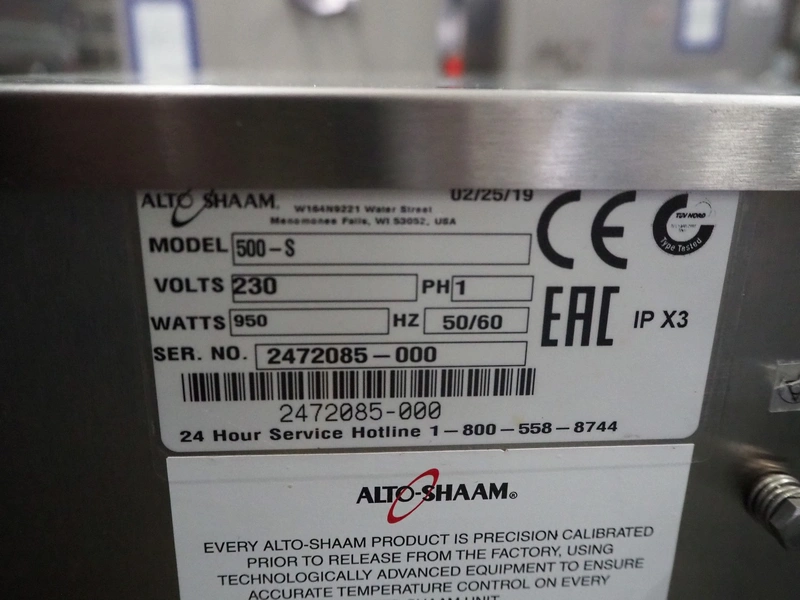 ALTO SHAAM®
02/25/19
W164N9221 Water Street
Menomonee Falls, WI 53052, USA
MODEL 500-S
VOLTS 230 PH 1
WATTS 950 HZ 50/60
SER. NO. 2472085-000
2472085-000
24 Hour Service Hotline 1-800-558-8744
CE
TÜV NORD
Type Tested
EAC
IP X3
ALTO-SHAAM®
EVERY ALTO-SHAAM PRODUCT IS PRECISION CALIBRATED
PRIOR TO RELEASE FROM THE FACTORY, USING
TECHNOLOGICALLY ADVANCED EQUIPMENT TO ENSURE
ACCURATE TEMPERATURE CONTROL ON EVERY
SHAAM UNIT